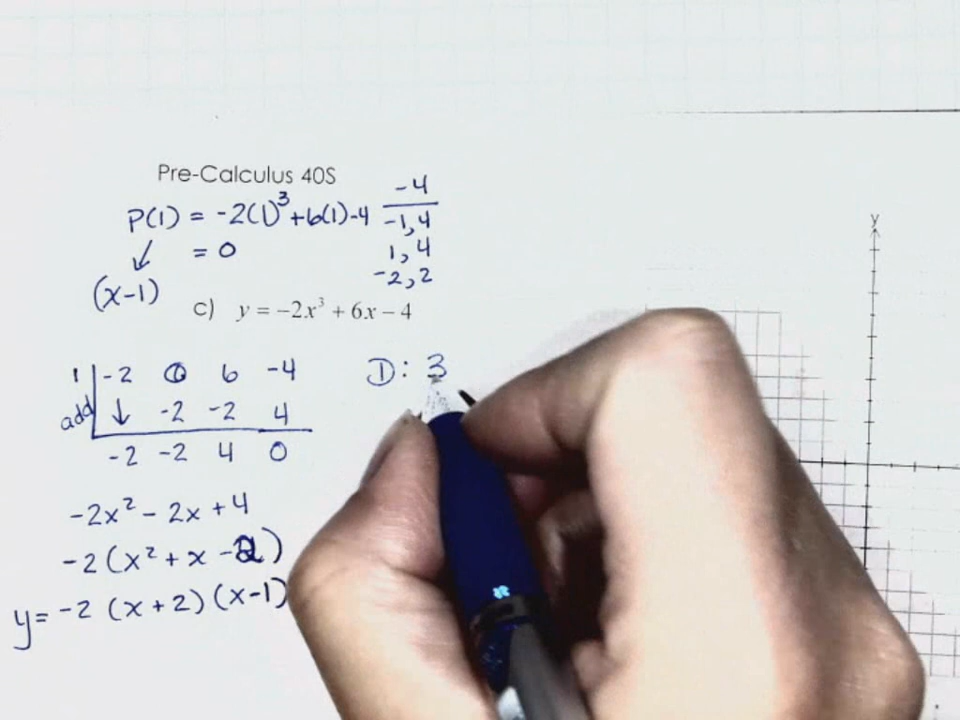 Pre-Calculus 40S
P(1) = -2(1)³ + 6(1) - 4
= 0
(x-1)
-4
-1, 4
1, 4
-2, 2
c) y = -2x³ + 6x - 4
1 | -2 0 6 -4
add ↓ -2 -2 4
-2 -2 4 0
-2x² - 2x + 4
-2(x² + x - 2)
y = -2(x+2)(x-1)
D: 3
y